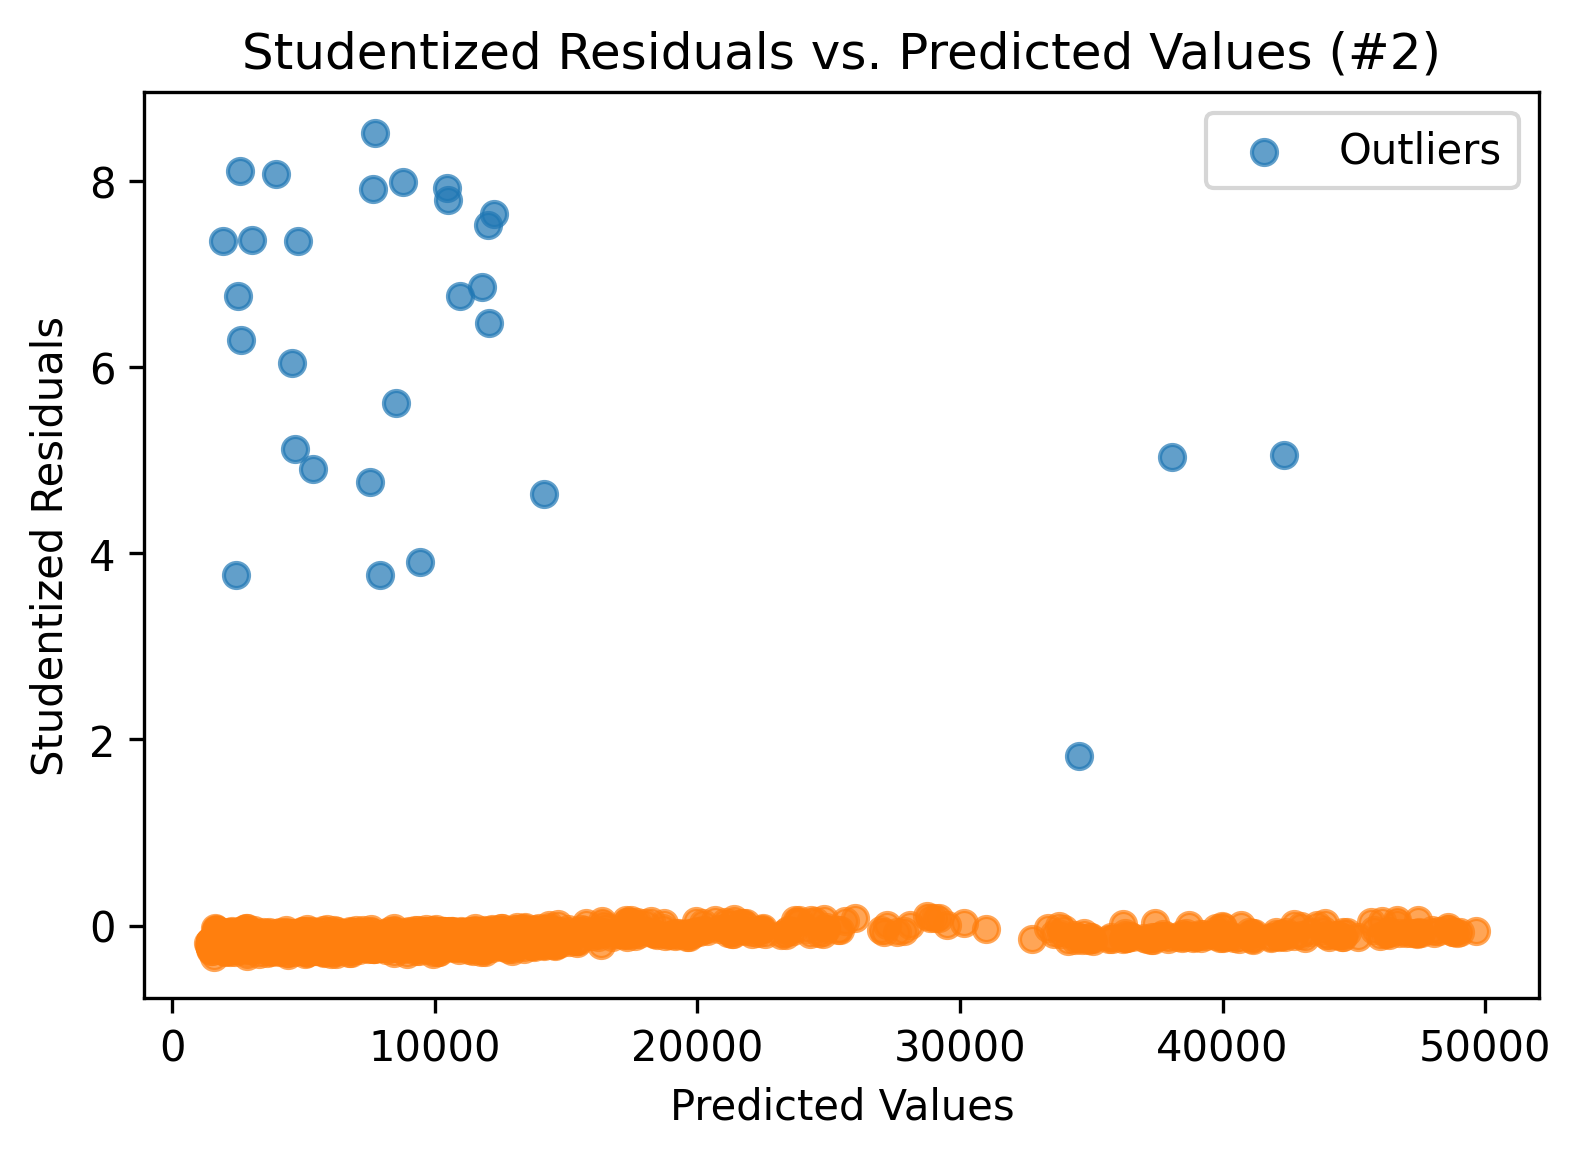 Studentized Residuals vs. Predicted Values (#2)
Outliers
Studentized Residuals
8
6
4
2
0
0 10000 20000 30000 40000 50000
Predicted Values